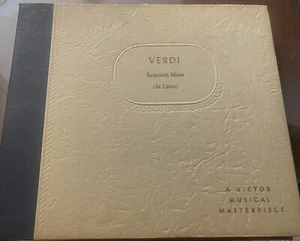 VERDI
Requiem Mass
(In Latin)
A VICTOR
MUSICAL
MASTERPIECE